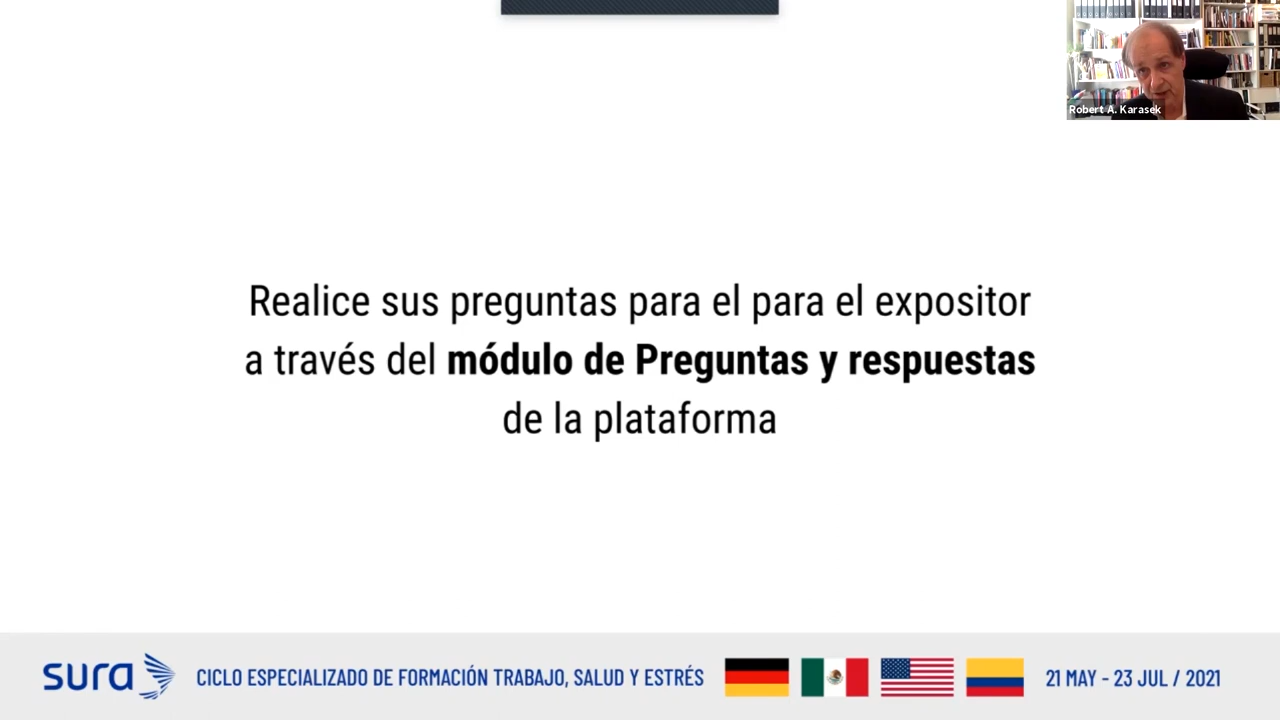 Robert A. Karasek
Realice sus preguntas para el para el expositor
a través del módulo de Preguntas y respuestas
de la plataforma
sura CICLO ESPECIALIZADO DE FORMACIÓN TRABAJO, SALUD Y ESTRÉS 21 MAY - 23 JUL / 2021